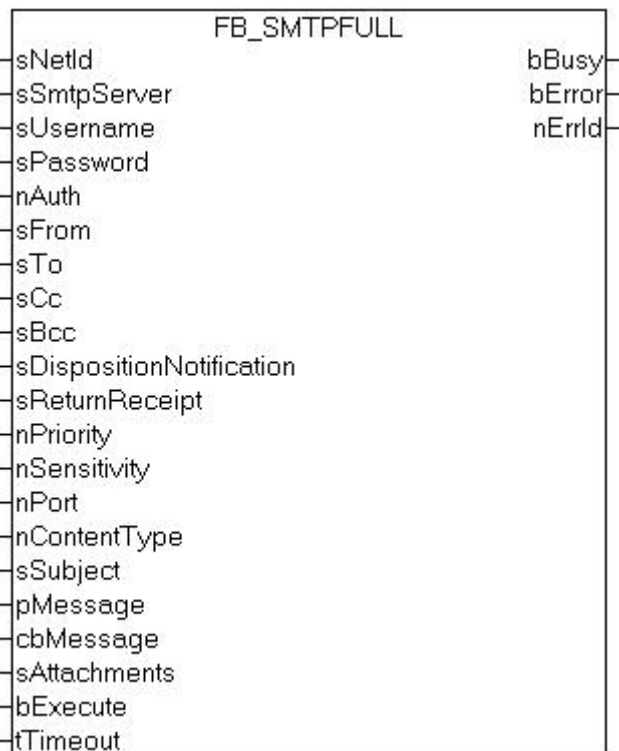 FB_SMTPFULL
sNetId bBusy
sSmtpServer bError
sUsername nErrId
sPassword
nAuth
sFrom
sTo
sCc
sBcc
sDispositionNotification
sReturnReceipt
nPriority
nSensitivity
nPort
nContentType
sSubject
pMessage
cbMessage
sAttachments
bExecute
tTimeout